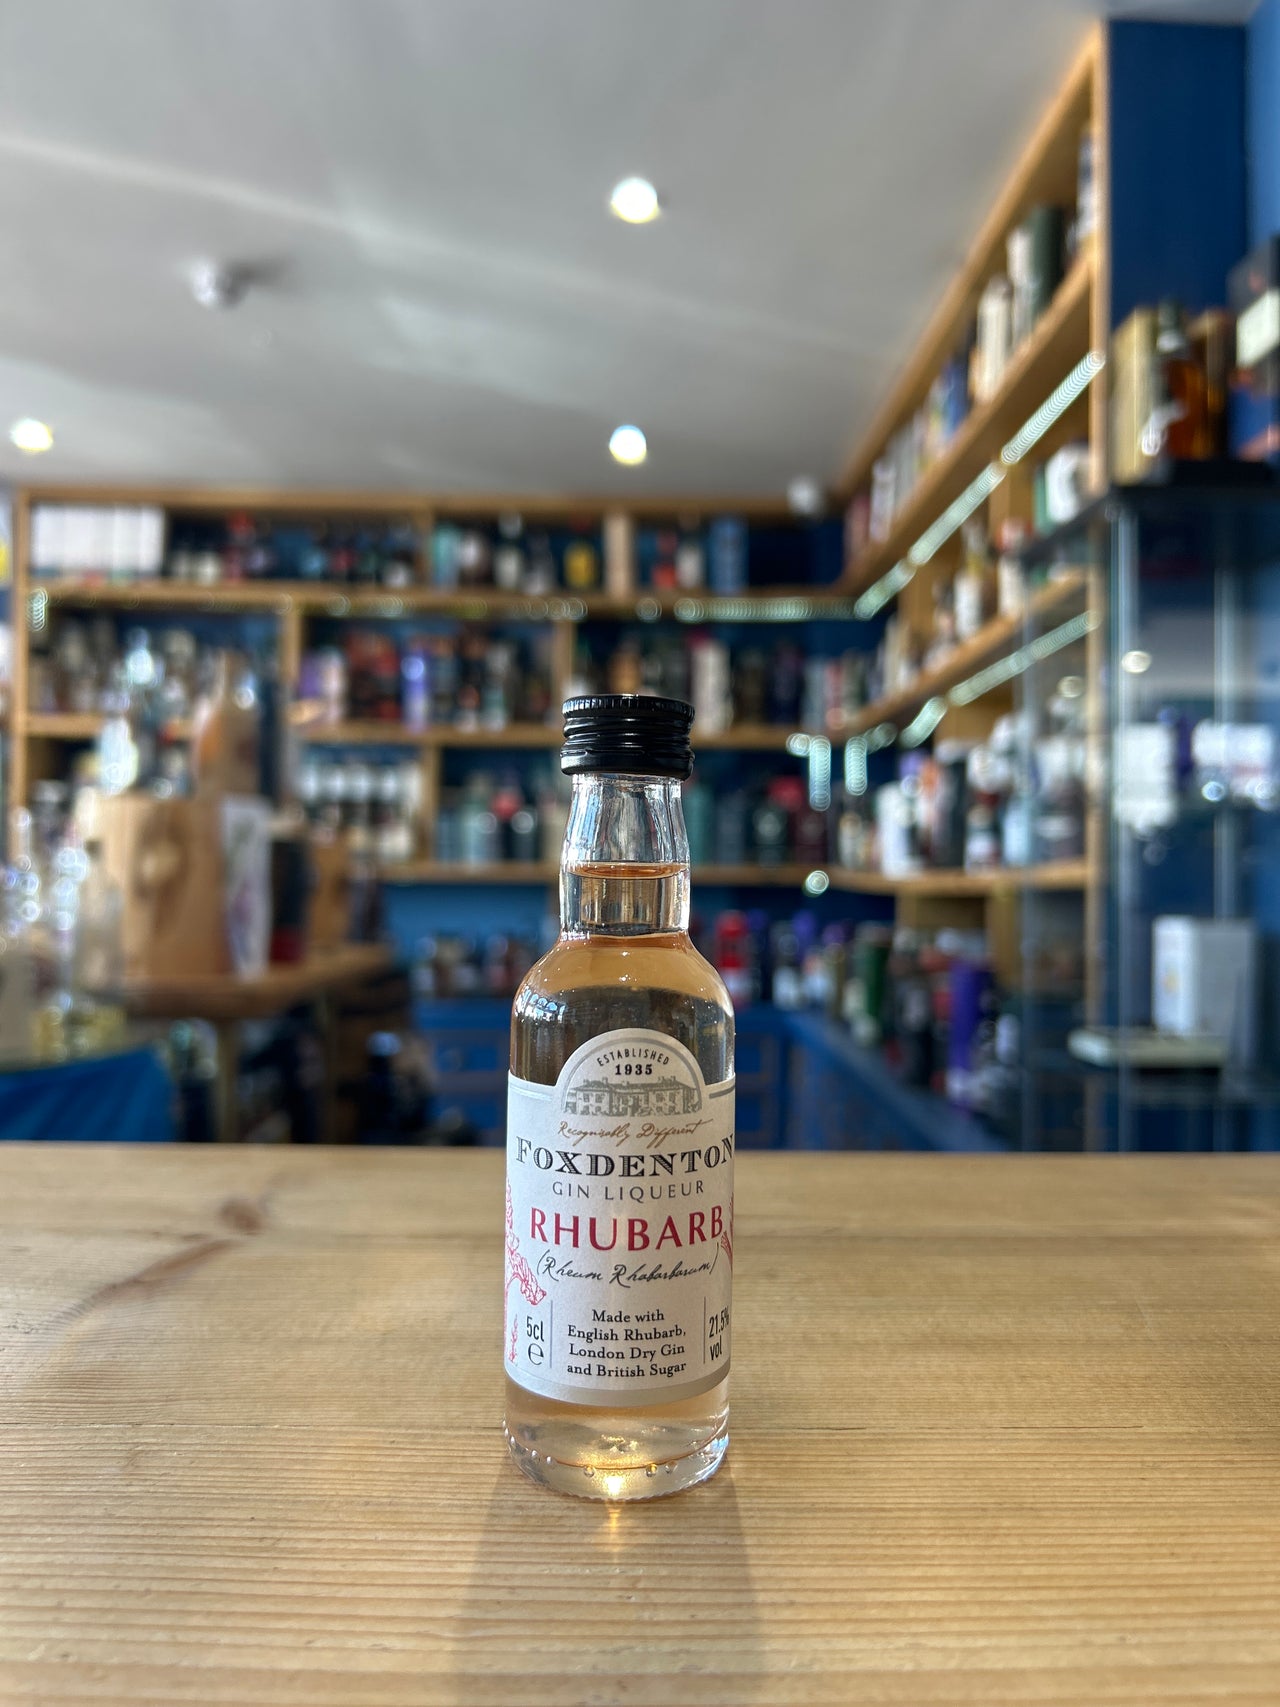 ESTABLISHED
1935
Recognisably Different
FOXDENTON
GIN LIQUEUR
RHUBARB
(Rheum Rhabarbarum)
5cl
e
Made with
English Rhubarb,
London Dry Gin
and British Sugar
21.5%
vol